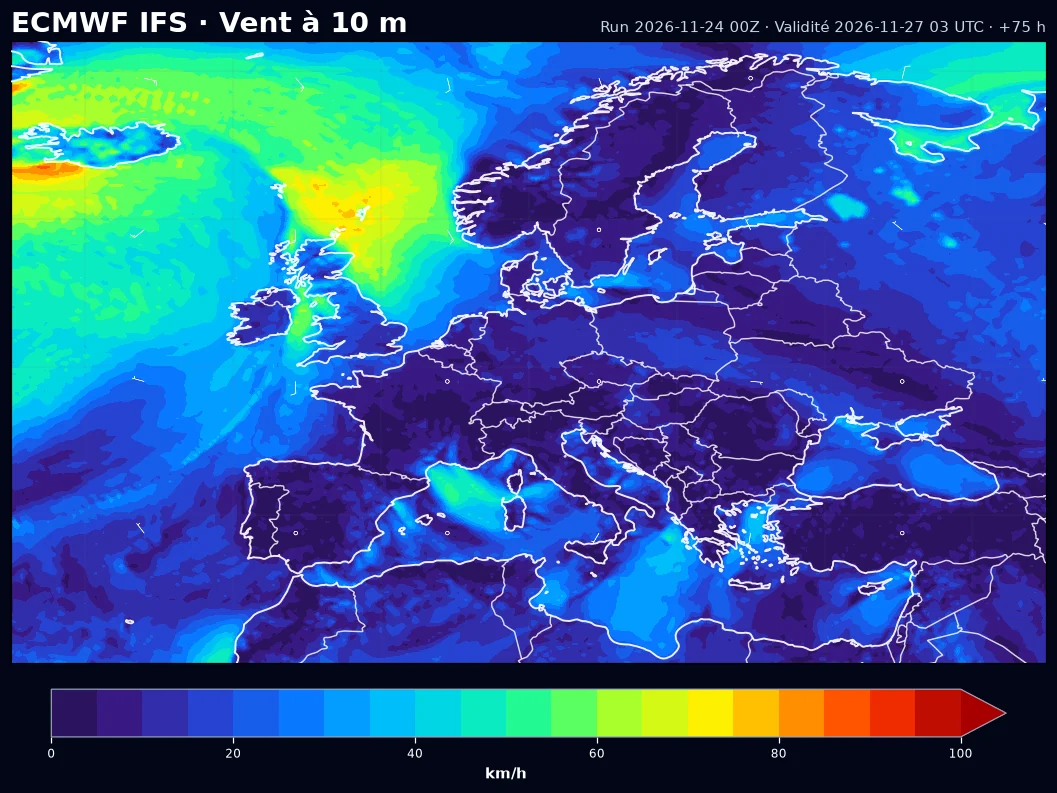 ECMWF IFS · Vent à 10 m
Run 2026-11-24 00Z · Validité 2026-11-27 03 UTC · +75 h
0 20 40 60 80 100
km/h